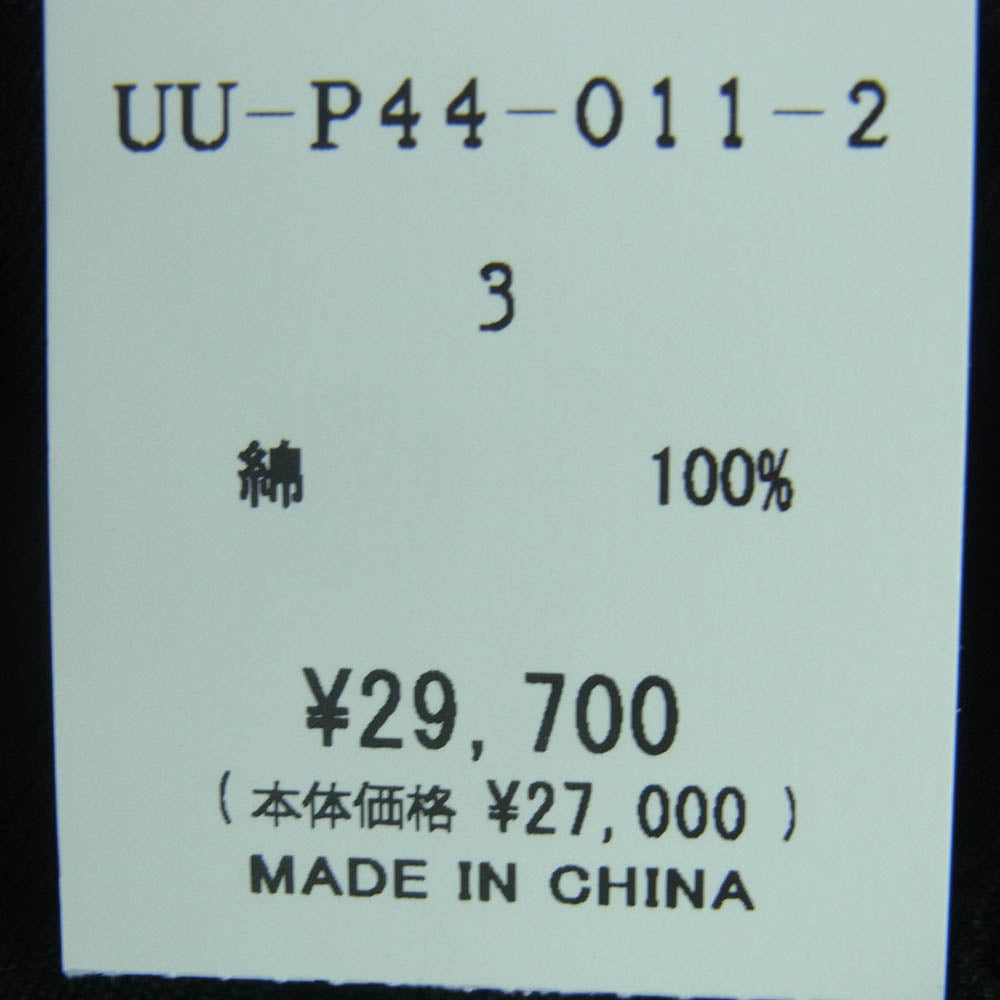 UU-P44-011-2
3
綿 100%
¥29,700
(本体価格 ¥27,000)
MADE IN CHINA